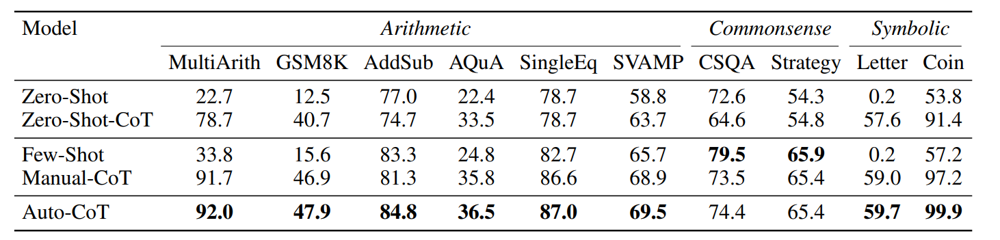 Model Arithmetic Commonsense Symbolic
MultiArith GSM8K AddSub AQuA SingleEq SVAMP CSQA Strategy Letter Coin
Zero-Shot 22.7 12.5 77.0 22.4 78.7 58.8 72.6 54.3 0.2 53.8
Zero-Shot-CoT 78.7 40.7 74.7 33.5 78.7 63.7 64.6 54.8 57.6 91.4
Few-Shot 33.8 15.6 83.3 24.8 82.7 65.7 79.5 65.9 0.2 57.2
Manual-CoT 91.7 46.9 81.3 35.8 86.6 68.9 73.5 65.4 59.0 97.2
Auto-CoT 92.0 47.9 84.8 36.5 87.0 69.5 74.4 65.4 59.7 99.9